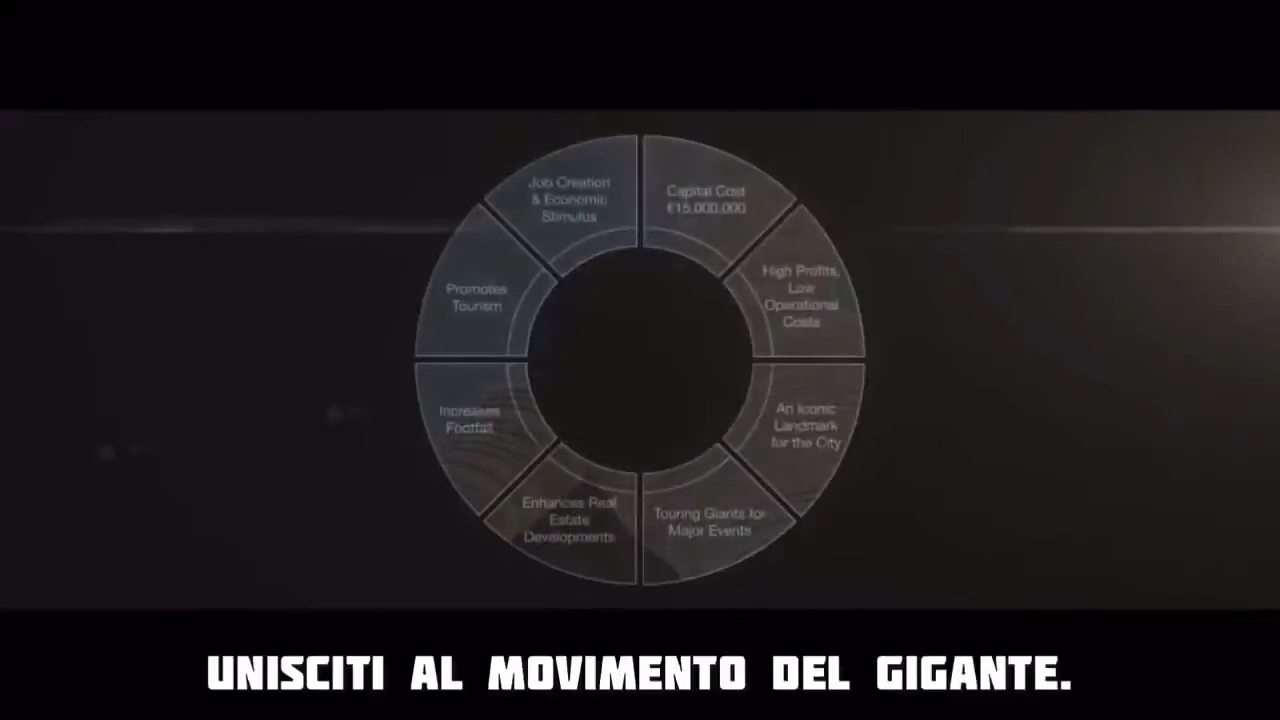 Job Creation
& Economic
Stimulus
Capital Cost
€15,000,000
High Profits,
Low
Operational
Costs
An Iconic
Landmark
for the City
Touring Giants for
Major Events
Enhances Real
Estate
Developments
Increases
Footfall
Promotes
Tourism
UNISCITI AL MOVIMENTO DEL GIGANTE.